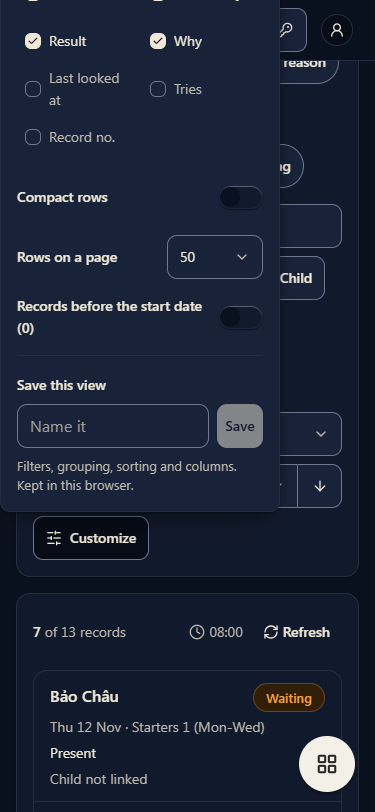 Result
Why
reason
Last looked at
Tries
Record no.
Compact rows
Rows on a page
50
Child
Records before the start date (0)
Save this view
Name it
Save
Filters, grouping, sorting and columns.
Kept in this browser.
Customize
7 of 13 records
08:00
Refresh
Bảo Châu
Waiting
Thu 12 Nov · Starters 1 (Mon-Wed)
Present
Child not linked